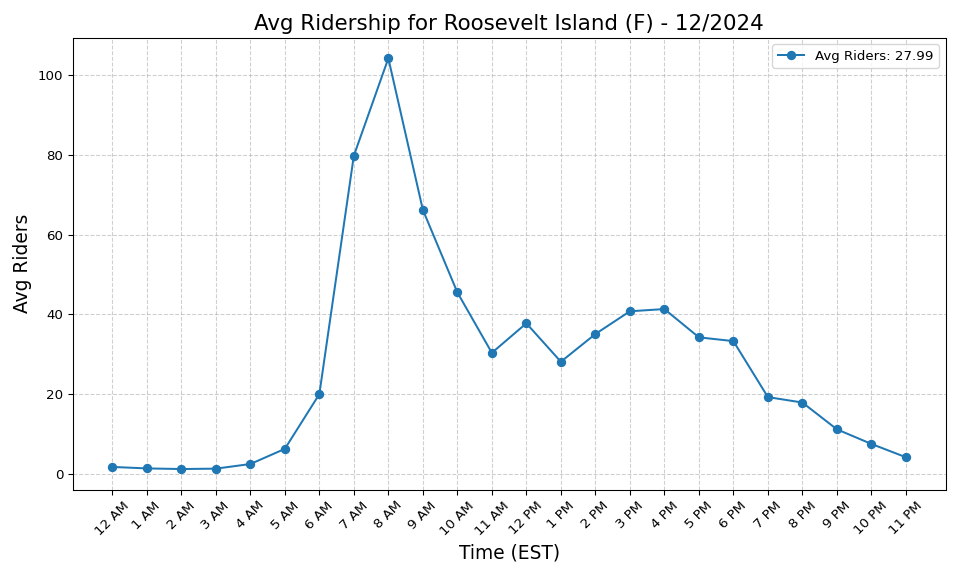 Avg Ridership for Roosevelt Island (F) - 12/2024
Avg Riders: 27.99
Avg Riders
100
80
60
40
20
0
12 AM
1 AM
2 AM
3 AM
4 AM
5 AM
6 AM
7 AM
8 AM
9 AM
10 AM
11 AM
12 PM
1 PM
2 PM
3 PM
4 PM
5 PM
6 PM
7 PM
8 PM
9 PM
10 PM
11 PM
Time (EST)